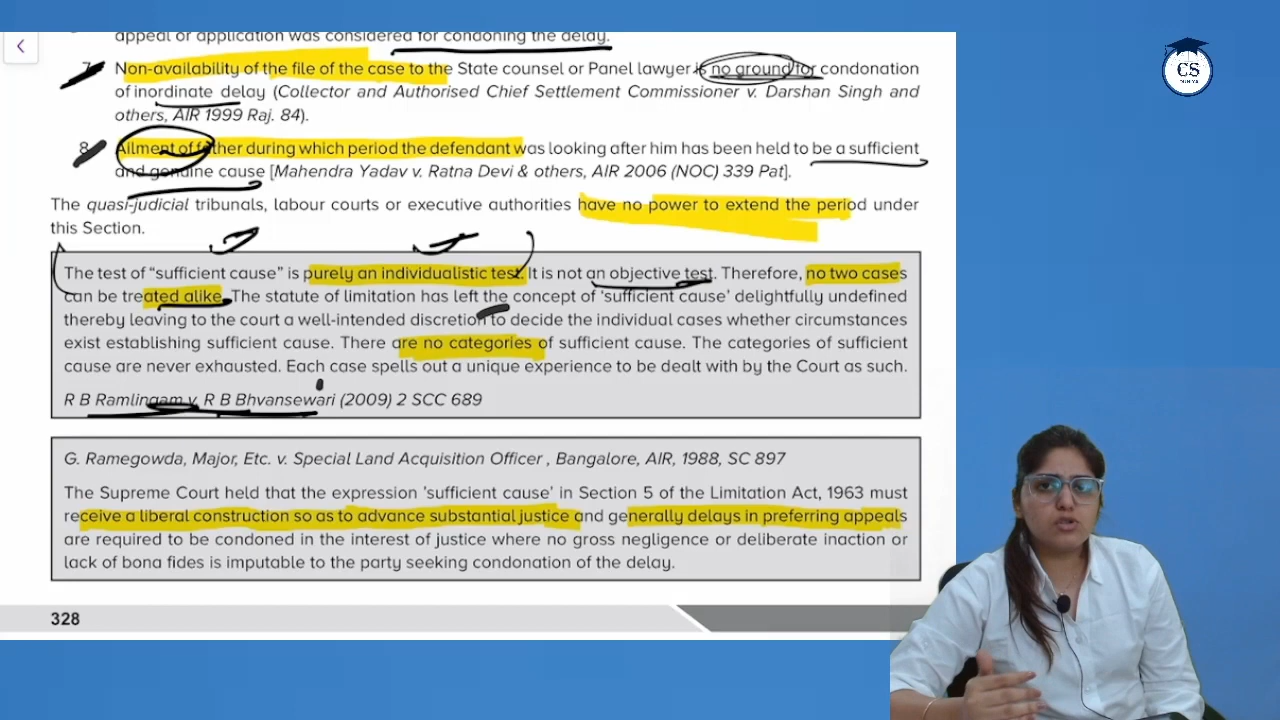 appeal or application was considered for condoning the delay.
7. Non-availability of the file of the case to the State counsel or Panel lawyer is no ground for condonation
of inordinate delay (Collector and Authorised Chief Settlement Commissioner v. Darshan Singh and
others, AIR 1999 Raj. 84).
8. Ailment of father during which period the defendant was looking after him has been held to be a sufficient
and genuine cause [Mahendra Yadav v. Ratna Devi & others, AIR 2006 (NOC) 339 Pat].
The quasi-judicial tribunals, labour courts or executive authorities have no power to extend the period under
this Section.
The test of “sufficient cause” is purely an individualistic test. It is not an objective test. Therefore, no two cases
can be treated alike. The statute of limitation has left the concept of ‘sufficient cause’ delightfully undefined
thereby leaving to the court a well-intended discretion to decide the individual cases whether circumstances
exist establishing sufficient cause. There are no categories of sufficient cause. The categories of sufficient
cause are never exhausted. Each case spells out a unique experience to be dealt with by the Court as such.
R B Ramlingam v. R B Bhvansewari (2009) 2 SCC 689
G. Ramegowda, Major, Etc. v. Special Land Acquisition Officer , Bangalore, AIR, 1988, SC 897
The Supreme Court held that the expression 'sufficient cause' in Section 5 of the Limitation Act, 1963 must
receive a liberal construction so as to advance substantial justice and generally delays in preferring appeals
are required to be condoned in the interest of justice where no gross negligence or deliberate inaction or
lack of bona fides is imputable to the party seeking condonation of the delay.
328
CS